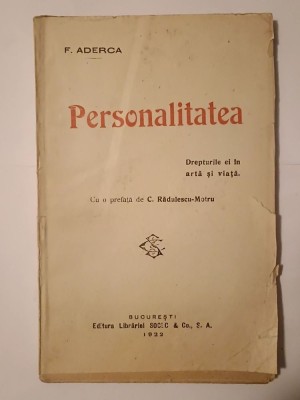 F. ADERCA
Personalitatea
Drepturile ei în
artă și viață.
Cu o prefață de C. Rădulescu-Motru
BUCUREȘTI
Editura Librăriei SOCEC & Co., S. A.
1922